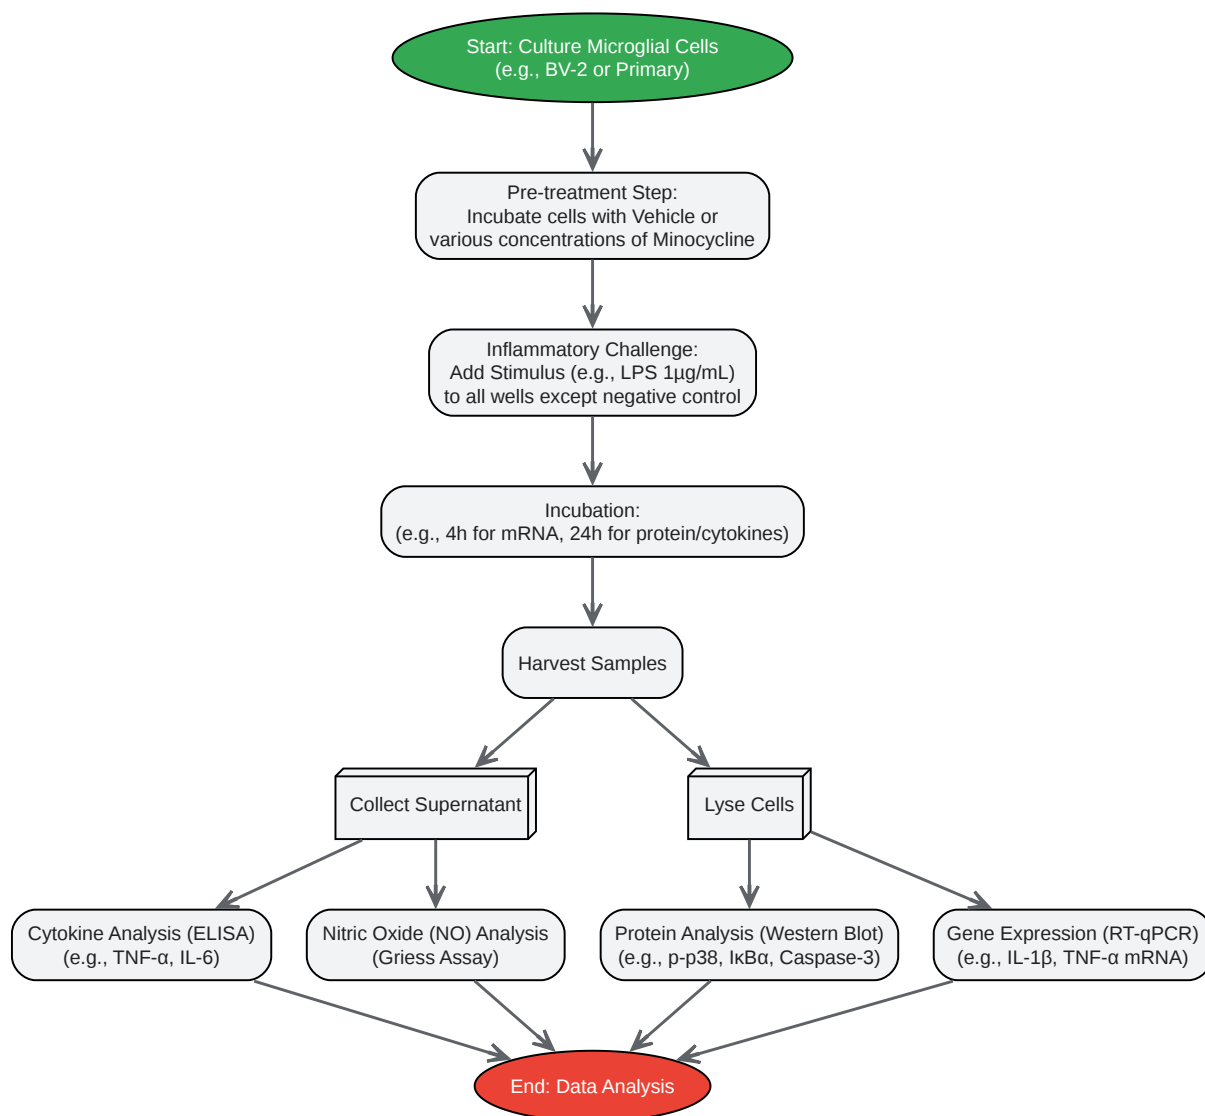 Start: Culture Microglial Cells
(e.g., BV-2 or Primary)
Pre-treatment Step:
Incubate cells with Vehicle or
various concentrations of Minocycline
Inflammatory Challenge:
Add Stimulus (e.g., LPS 1µg/mL)
to all wells except negative control
Incubation:
(e.g., 4h for mRNA, 24h for protein/cytokines)
Harvest Samples
Collect Supernatant
Lyse Cells
Cytokine Analysis (ELISA)
(e.g., TNF-α, IL-6)
Nitric Oxide (NO) Analysis
(Griess Assay)
Protein Analysis (Western Blot)
(e.g., p-p38, IκBα, Caspase-3)
Gene Expression (RT-qPCR)
(e.g., IL-1β, TNF-α mRNA)
End: Data Analysis